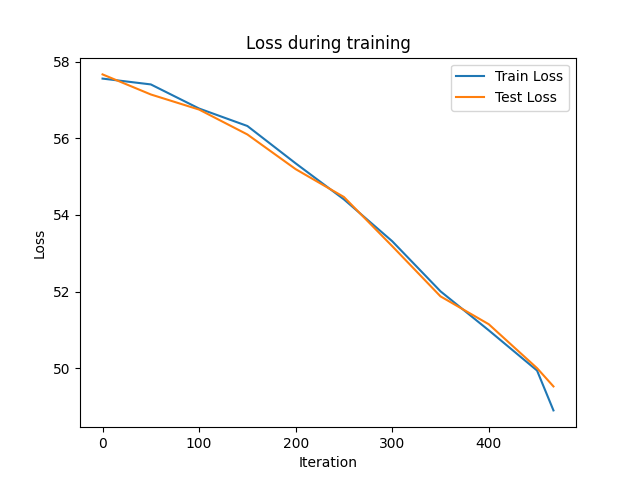 Loss during training
Train Loss
Test Loss
58
56
54
52
50
Loss
0 100 200 300 400
Iteration